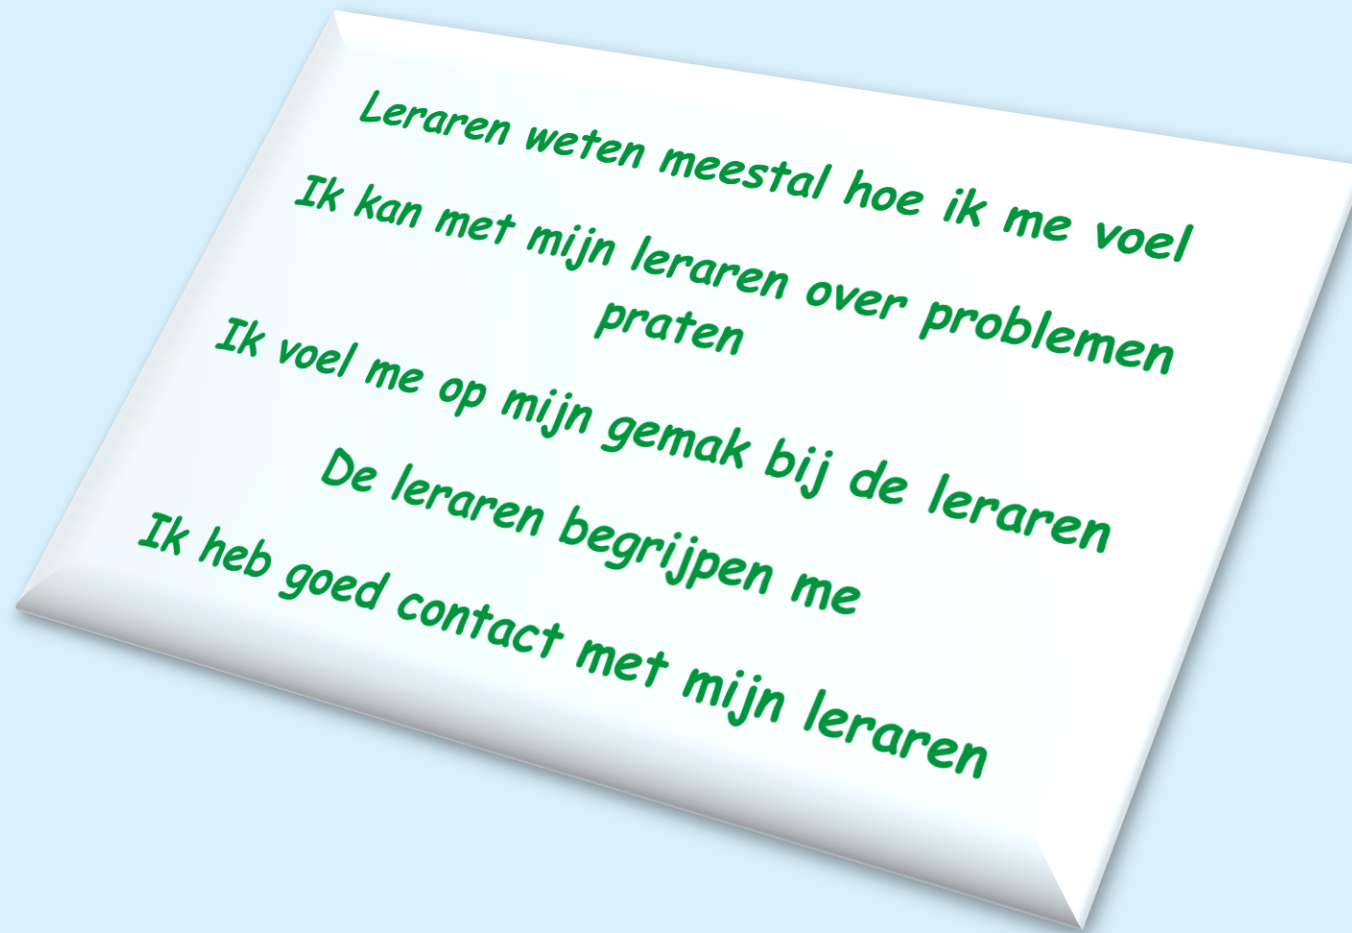 Leraren weten meestal hoe ik me voel
Ik kan met mijn leraren over problemen
praten
Ik voel me op mijn gemak bij de leraren
De leraren begrijpen me
Ik heb goed contact met mijn leraren